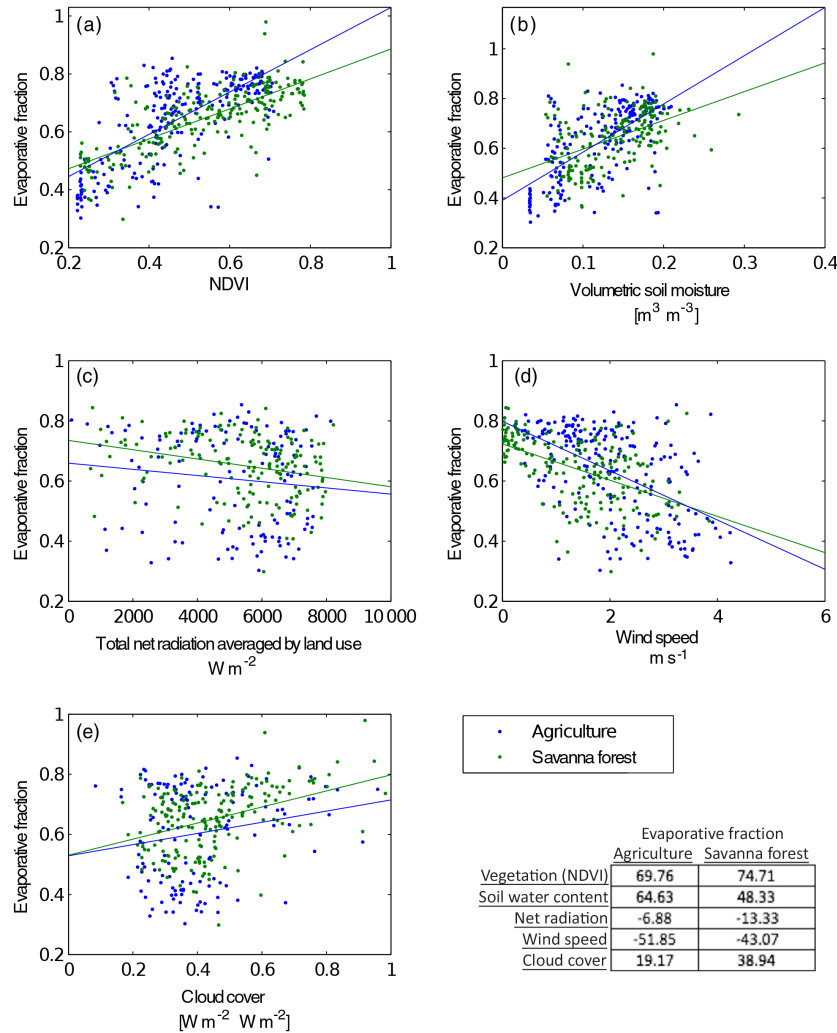 (a)
Evaporative fraction
1
0.8
0.6
0.4
0.2
0.2 0.4 0.6 0.8 1
NDVI
(b)
Evaporative fraction
1
0.8
0.6
0.4
0.2
0 0.1 0.2 0.3 0.4
Volumetric soil moisture
[m³ m⁻³]
(c)
Evaporative fraction
1
0.8
0.6
0.4
0.2
0 2000 4000 6000 8000 10 000
Total net radiation averaged by land use
W m⁻²
(d)
Evaporative fraction
1
0.8
0.6
0.4
0.2
0 2 4 6
Wind speed
m s⁻¹
(e)
Evaporative fraction
1
0.8
0.6
0.4
0.2
0 0.2 0.4 0.6 0.8 1
Cloud cover
[W m⁻² W m⁻²]
Agriculture
Savanna forest
Evaporative fraction
Agriculture Savanna forest
Vegetation (NDVI) 69.76 74.71
Soil water content 64.63 48.33
Net radiation -6.88 -13.33
Wind speed -51.85 -43.07
Cloud cover 19.17 38.94